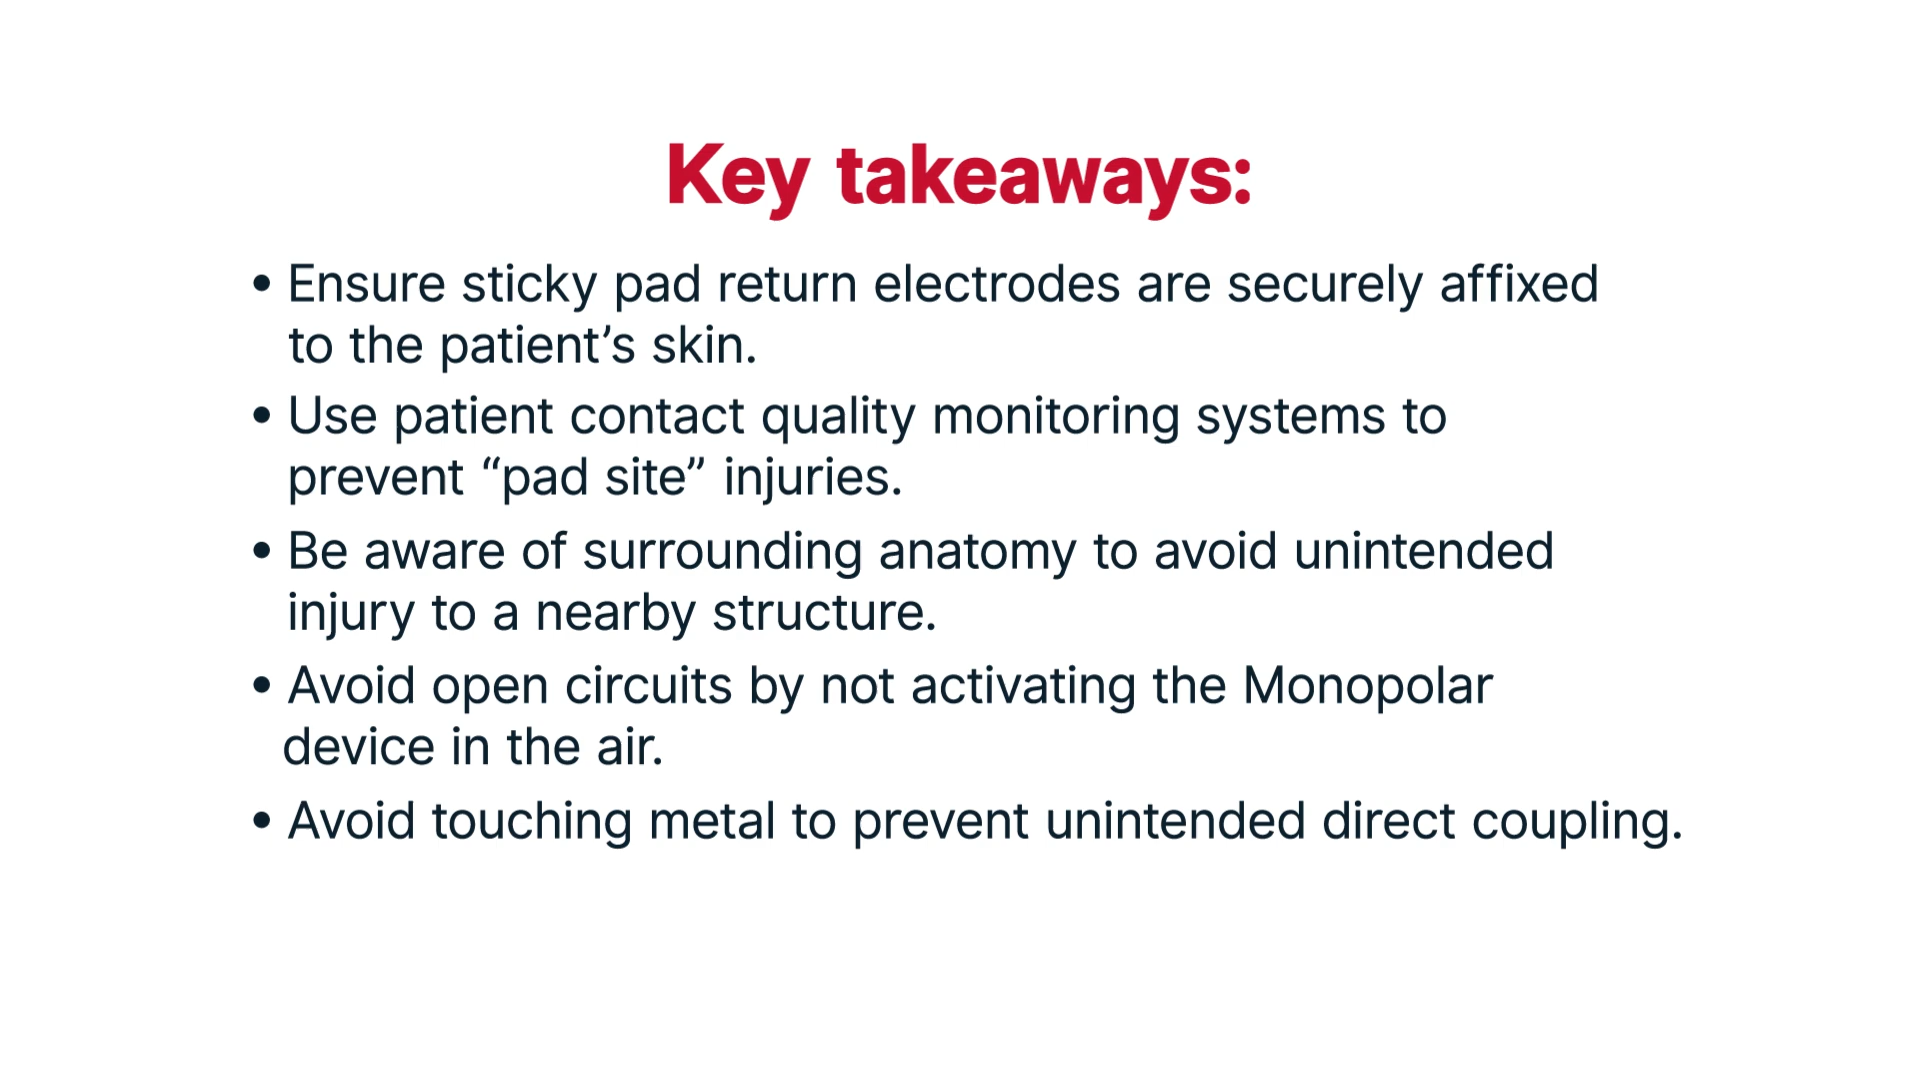 Key takeaways:
• Ensure sticky pad return electrodes are securely affixed
to the patient’s skin.
• Use patient contact quality monitoring systems to
prevent “pad site” injuries.
• Be aware of surrounding anatomy to avoid unintended
injury to a nearby structure.
• Avoid open circuits by not activating the Monopolar
device in the air.
• Avoid touching metal to prevent unintended direct coupling.